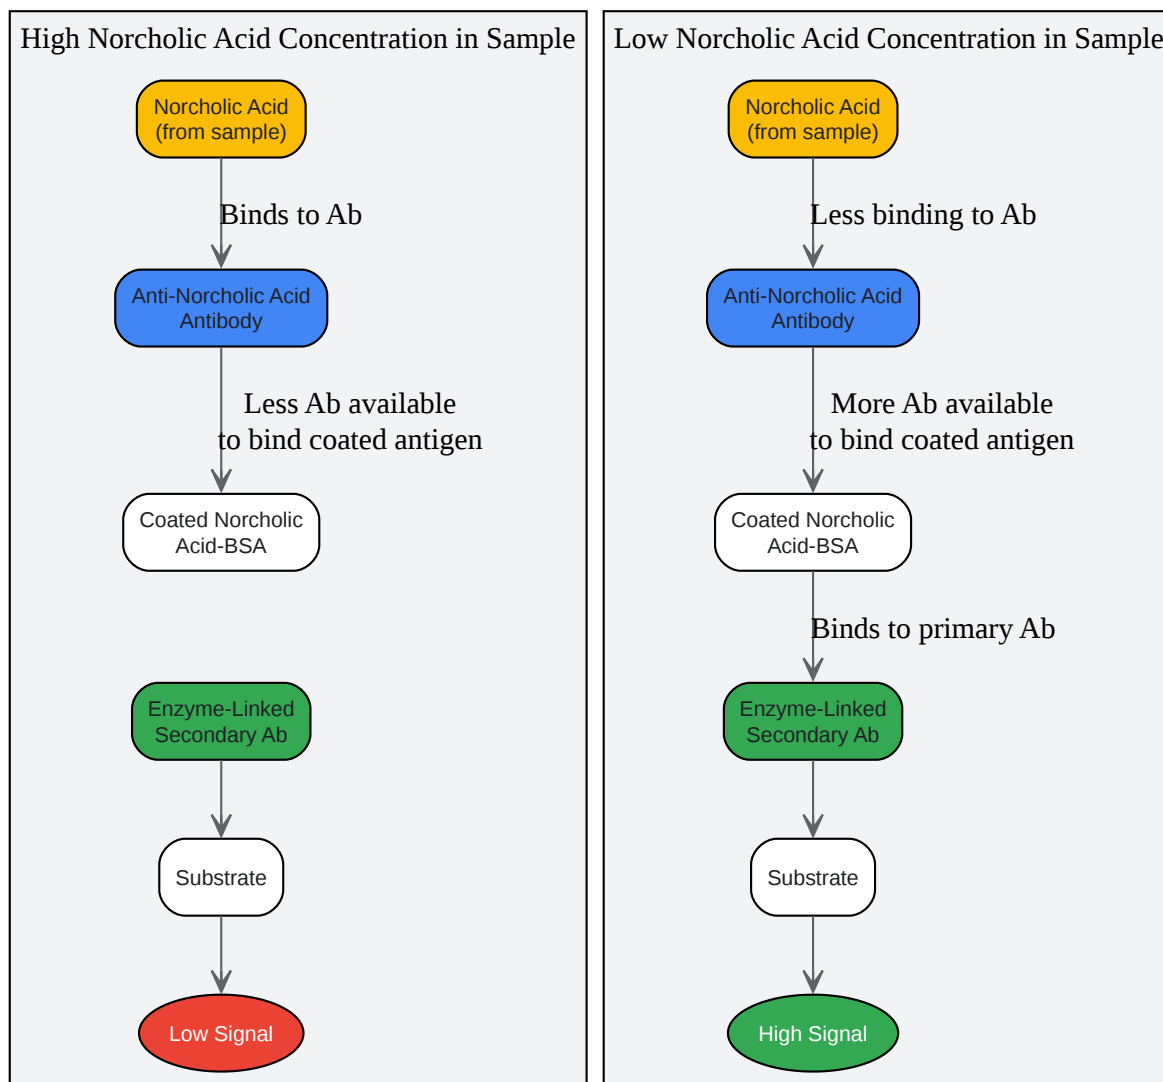 High Norcholic Acid Concentration in Sample
Norcholic Acid
(from sample)
Binds to Ab
Anti-Norcholic Acid
Antibody
Less Ab available
to bind coated antigen
Coated Norcholic
Acid-BSA
Enzyme-Linked
Secondary Ab
Substrate
Low Signal
Low Norcholic Acid Concentration in Sample
Norcholic Acid
(from sample)
Less binding to Ab
Anti-Norcholic Acid
Antibody
More Ab available
to bind coated antigen
Coated Norcholic
Acid-BSA
Binds to primary Ab
Enzyme-Linked
Secondary Ab
Substrate
High Signal